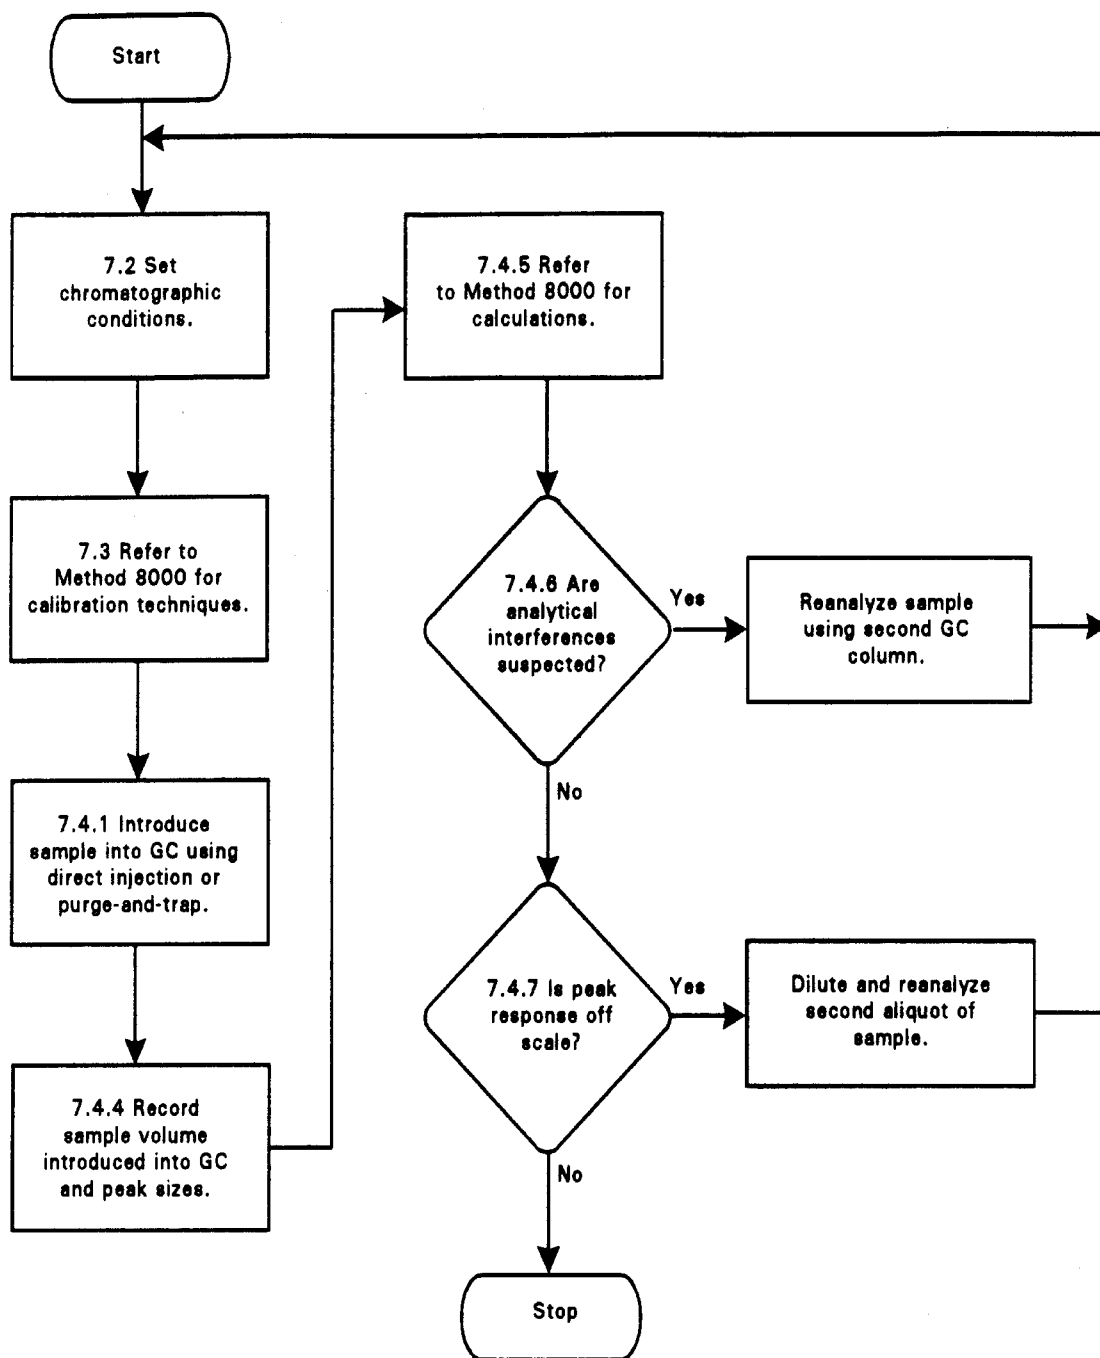 Start
7.2 Set
chromatographic
conditions.
7.3 Refer to
Method 8000 for
calibration techniques.
7.4.1 Introduce
sample into GC using
direct injection or
purge-and-trap.
7.4.4 Record
sample volume
introduced into GC
and peak sizes.
7.4.5 Refer
to Method 8000 for
calculations.
7.4.6 Are
analytical
interferences
suspected?
Yes
Reanalyze sample
using second GC
column.
No
7.4.7 Is peak
response off
scale?
Yes
Dilute and reanalyze
second aliquot of
sample.
No
Stop